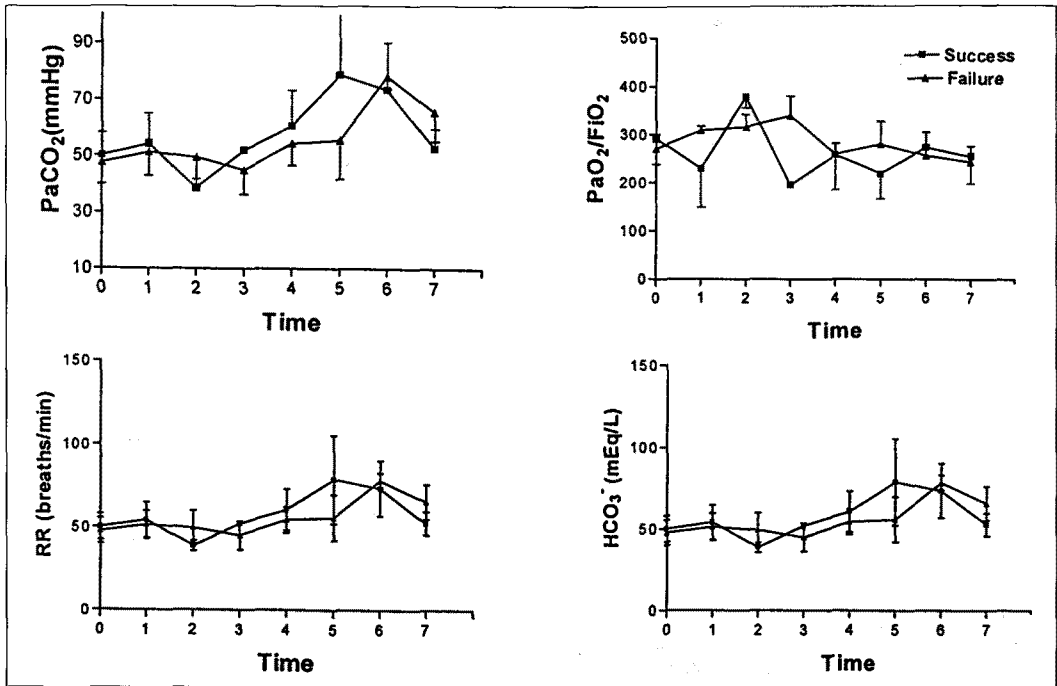 PaCO₂(mmHg)
90
70
50
30
10
0 1 2 3 4 5 6 7
Time
PaO₂/FiO₂
500
400
300
200
100
0
0 1 2 3 4 5 6 7
Time
Success
Failure
RR (breaths/min)
150
100
50
0
0 1 2 3 4 5 6 7
Time
HCO₃⁻ (mEq/L)
150
100
50
0
0 1 2 3 4 5 6 7
Time